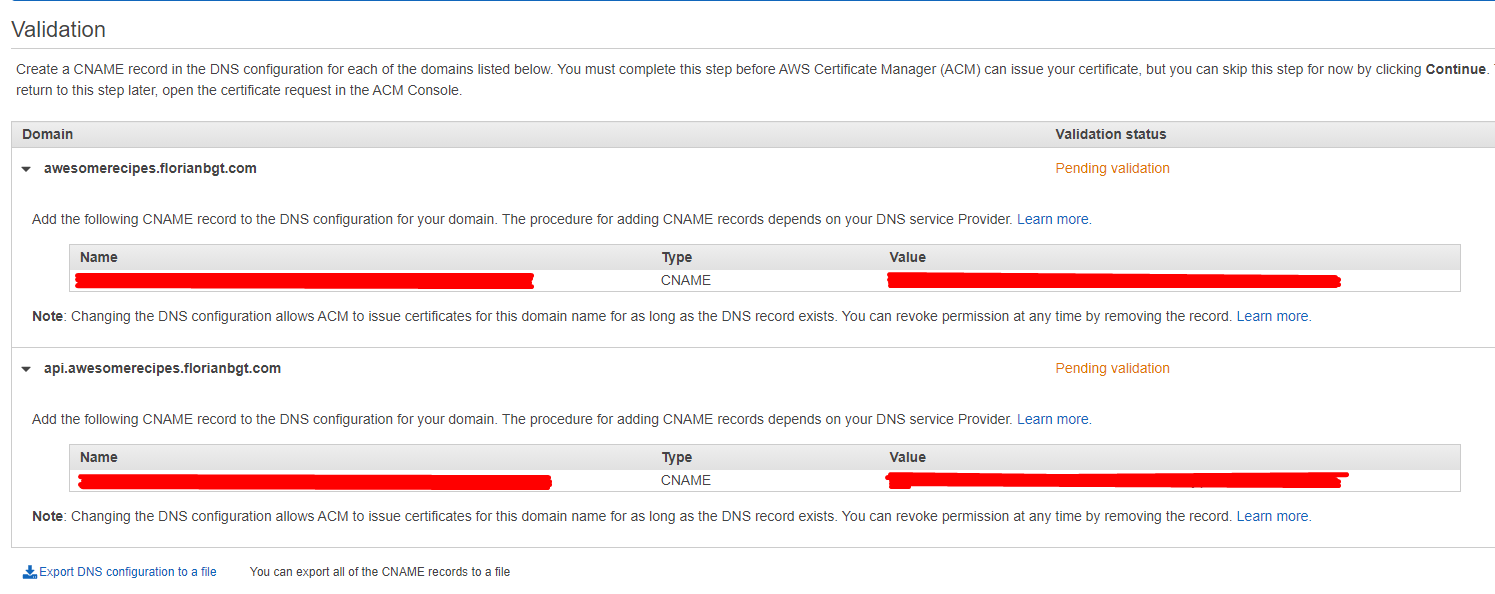 Validation
Create a CNAME record in the DNS configuration for each of the domains listed below. You must complete this step before AWS Certificate Manager (ACM) can issue your certificate, but you can skip this step for now by clicking Continue.
return to this step later, open the certificate request in the ACM Console.
Domain Validation status
awesomerecipes.florianbgt.com Pending validation
Add the following CNAME record to the DNS configuration for your domain. The procedure for adding CNAME records depends on your DNS service Provider. Learn more.
Name Type Value
CNAME
Note: Changing the DNS configuration allows ACM to issue certificates for this domain name for as long as the DNS record exists. You can revoke permission at any time by removing the record. Learn more.
api.awesomerecipes.florianbgt.com Pending validation
Add the following CNAME record to the DNS configuration for your domain. The procedure for adding CNAME records depends on your DNS service Provider. Learn more.
Name Type Value
CNAME
Note: Changing the DNS configuration allows ACM to issue certificates for this domain name for as long as the DNS record exists. You can revoke permission at any time by removing the record. Learn more.
Export DNS configuration to a file You can export all of the CNAME records to a file